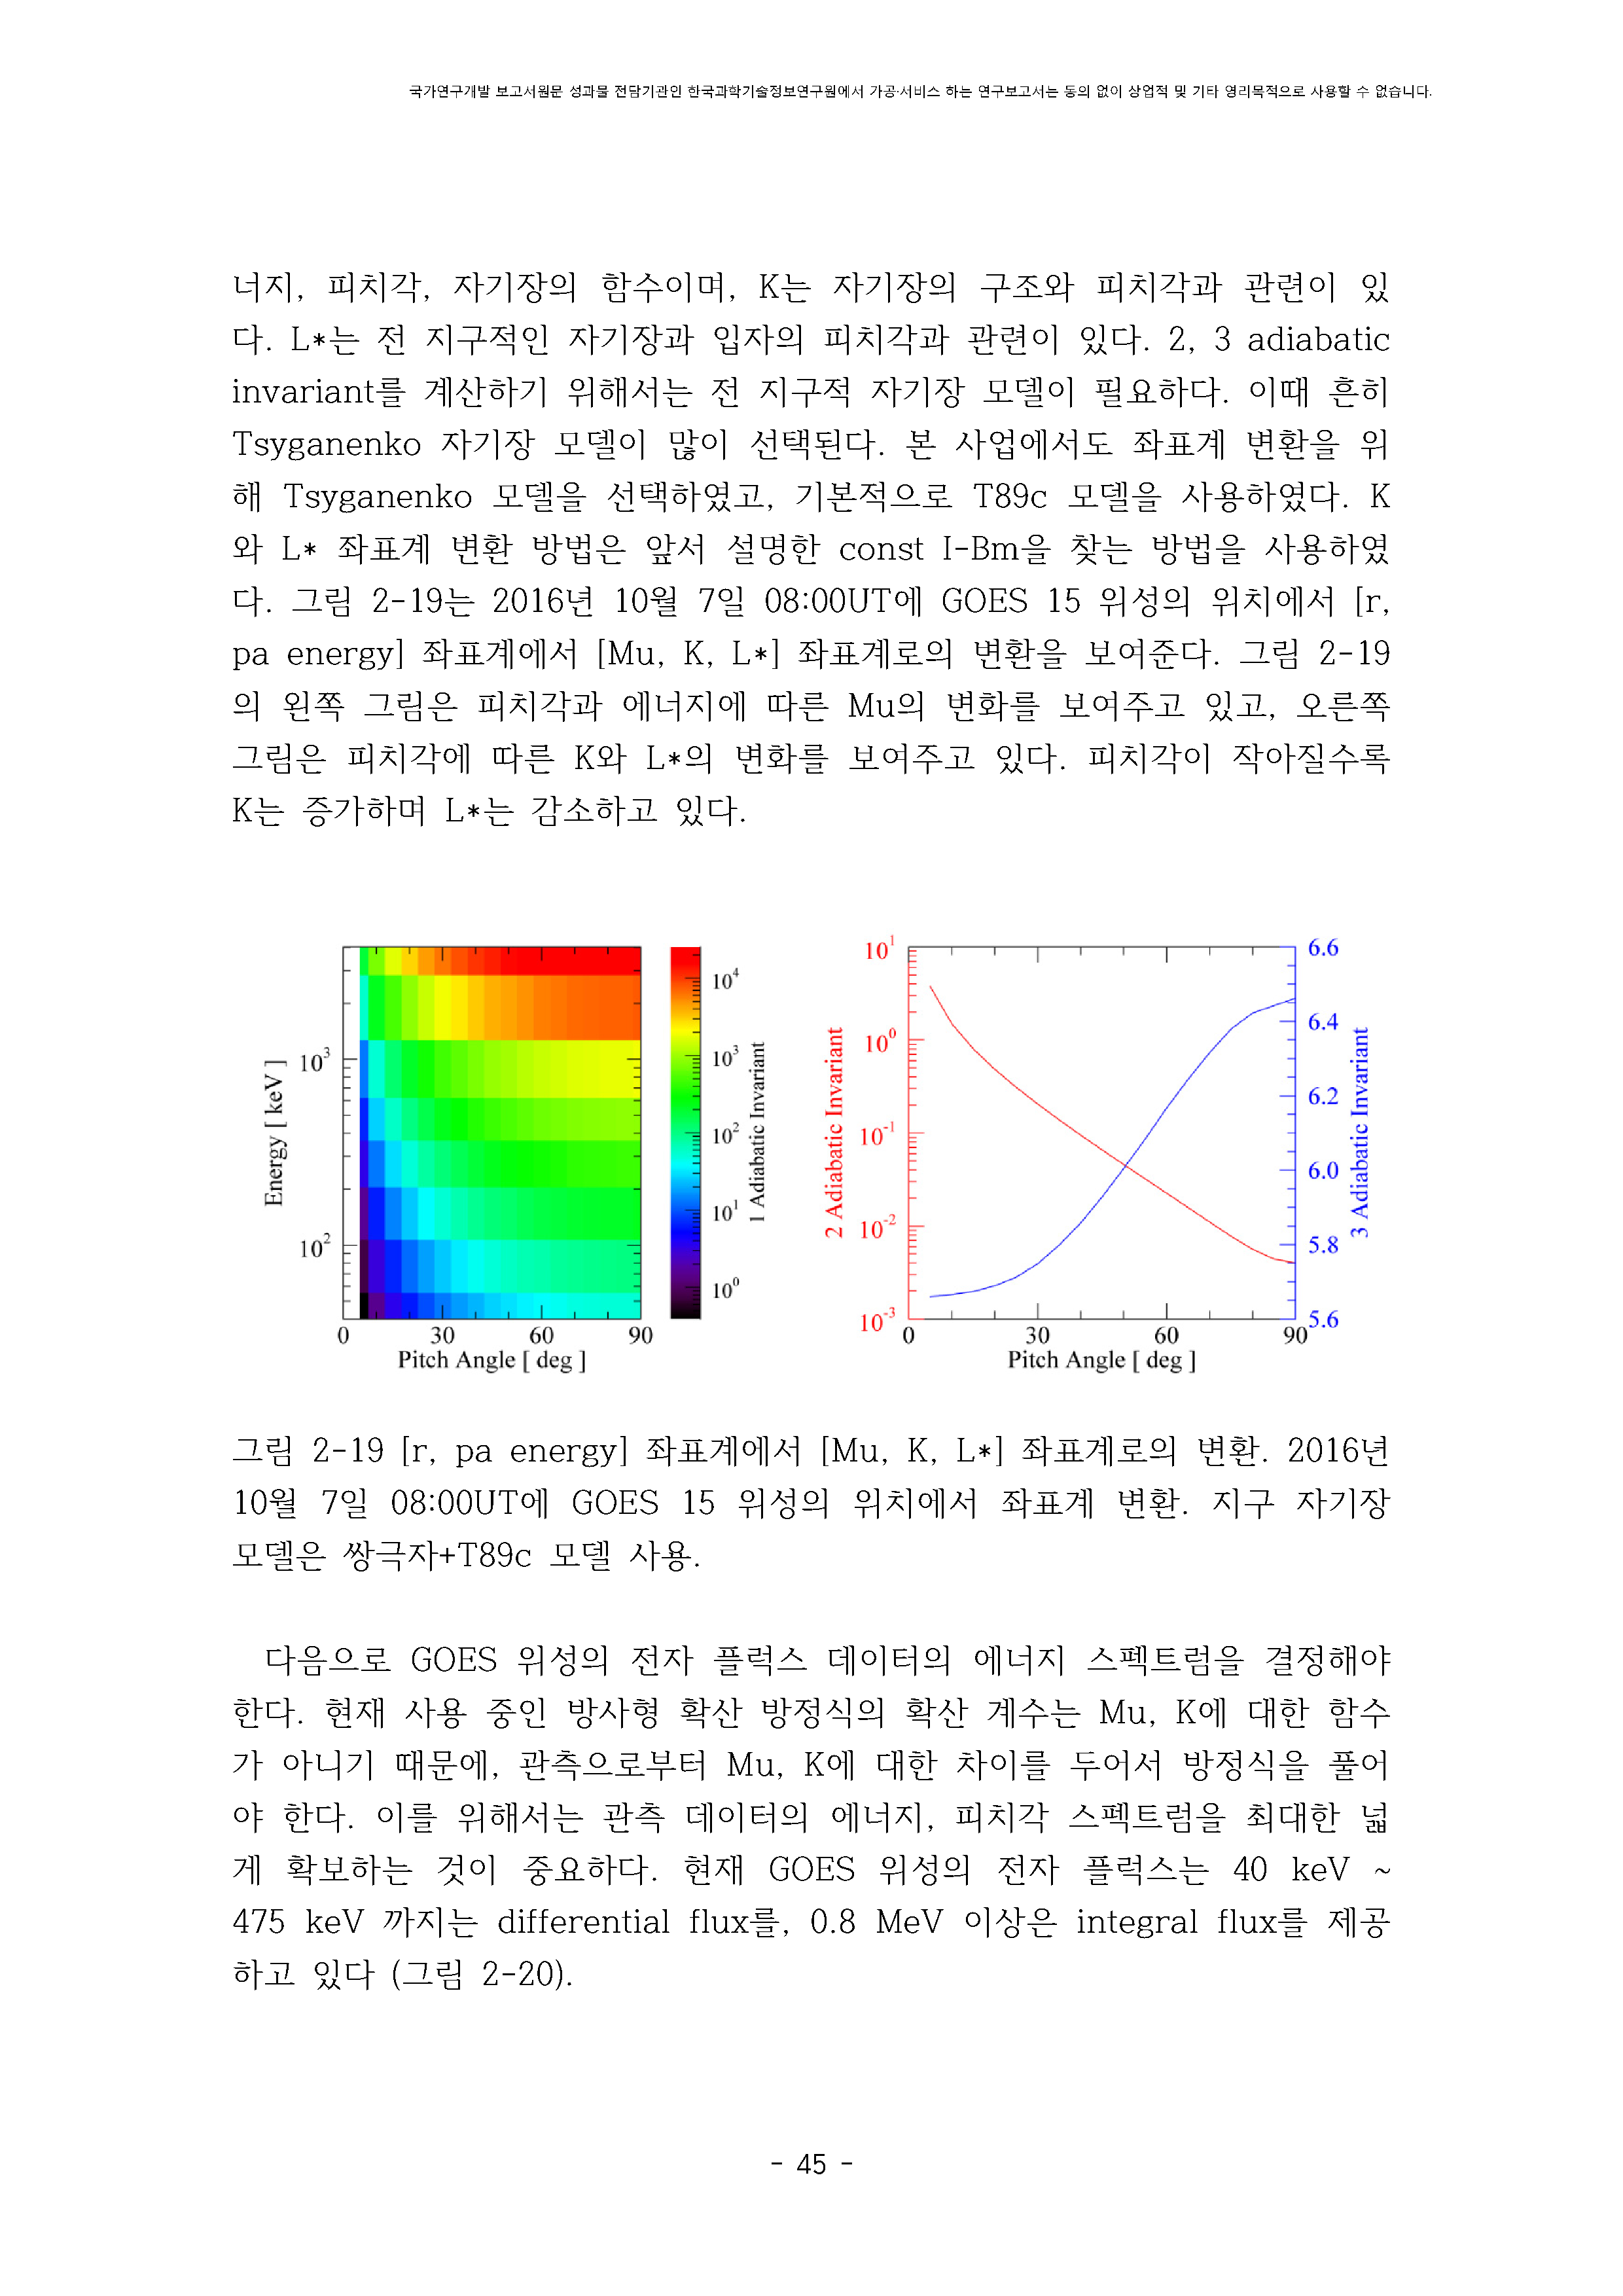 국가연구개발 보고서원문 성과물 전담기관인 한국과학기술정보연구원에서 가공·서비스 하는 연구보고서는 동의 없이 상업적 및 기타 영리목적으로 사용할 수 없습니다.
너지, 피치각, 자기장의 함수이며, K는 자기장의 구조와 피치각과 관련이 있
다. L*는 전 지구적인 자기장과 입자의 피치각과 관련이 있다. 2, 3 adiabatic
invariant를 계산하기 위해서는 전 지구적 자기장 모델이 필요하다. 이때 흔히
Tsyganenko 자기장 모델이 많이 선택된다. 본 사업에서도 좌표계 변환을 위
해 Tsyganenko 모델을 선택하였고, 기본적으로 T89c 모델을 사용하였다. K
와 L* 좌표계 변환 방법은 앞서 설명한 const I-Bm을 찾는 방법을 사용하였
다. 그림 2-19는 2016년 10월 7일 08:00UT에 GOES 15 위성의 위치에서 [r,
pa energy] 좌표계에서 [Mu, K, L*] 좌표계로의 변환을 보여준다. 그림 2-19
의 왼쪽 그림은 피치각과 에너지에 따른 Mu의 변화를 보여주고 있고, 오른쪽
그림은 피치각에 따른 K와 L*의 변화를 보여주고 있다. 피치각이 작아질수록
K는 증가하며 L*는 감소하고 있다.
Energy [ keV ]
10³
10²
0 30 60 90
Pitch Angle [ deg ]
10⁴
10³
10²
10¹
10⁰
1 Adiabatic Invariant
2 Adiabatic Invariant
10¹
10⁰
10⁻¹
10⁻²
10⁻³
0 30 60 90
Pitch Angle [ deg ]
6.6
6.4
6.2
6.0
5.8
5.6
3 Adiabatic Invariant
그림 2-19 [r, pa energy] 좌표계에서 [Mu, K, L*] 좌표계로의 변환. 2016년
10월 7일 08:00UT에 GOES 15 위성의 위치에서 좌표계 변환. 지구 자기장
모델은 쌍극자+T89c 모델 사용.
다음으로 GOES 위성의 전자 플럭스 데이터의 에너지 스펙트럼을 결정해야
한다. 현재 사용 중인 방사형 확산 방정식의 확산 계수는 Mu, K에 대한 함수
가 아니기 때문에, 관측으로부터 Mu, K에 대한 차이를 두어서 방정식을 풀어
야 한다. 이를 위해서는 관측 데이터의 에너지, 피치각 스펙트럼을 최대한 넓
게 확보하는 것이 중요하다. 현재 GOES 위성의 전자 플럭스는 40 keV ~
475 keV 까지는 differential flux를, 0.8 MeV 이상은 integral flux를 제공
하고 있다 (그림 2-20).
- 45 -